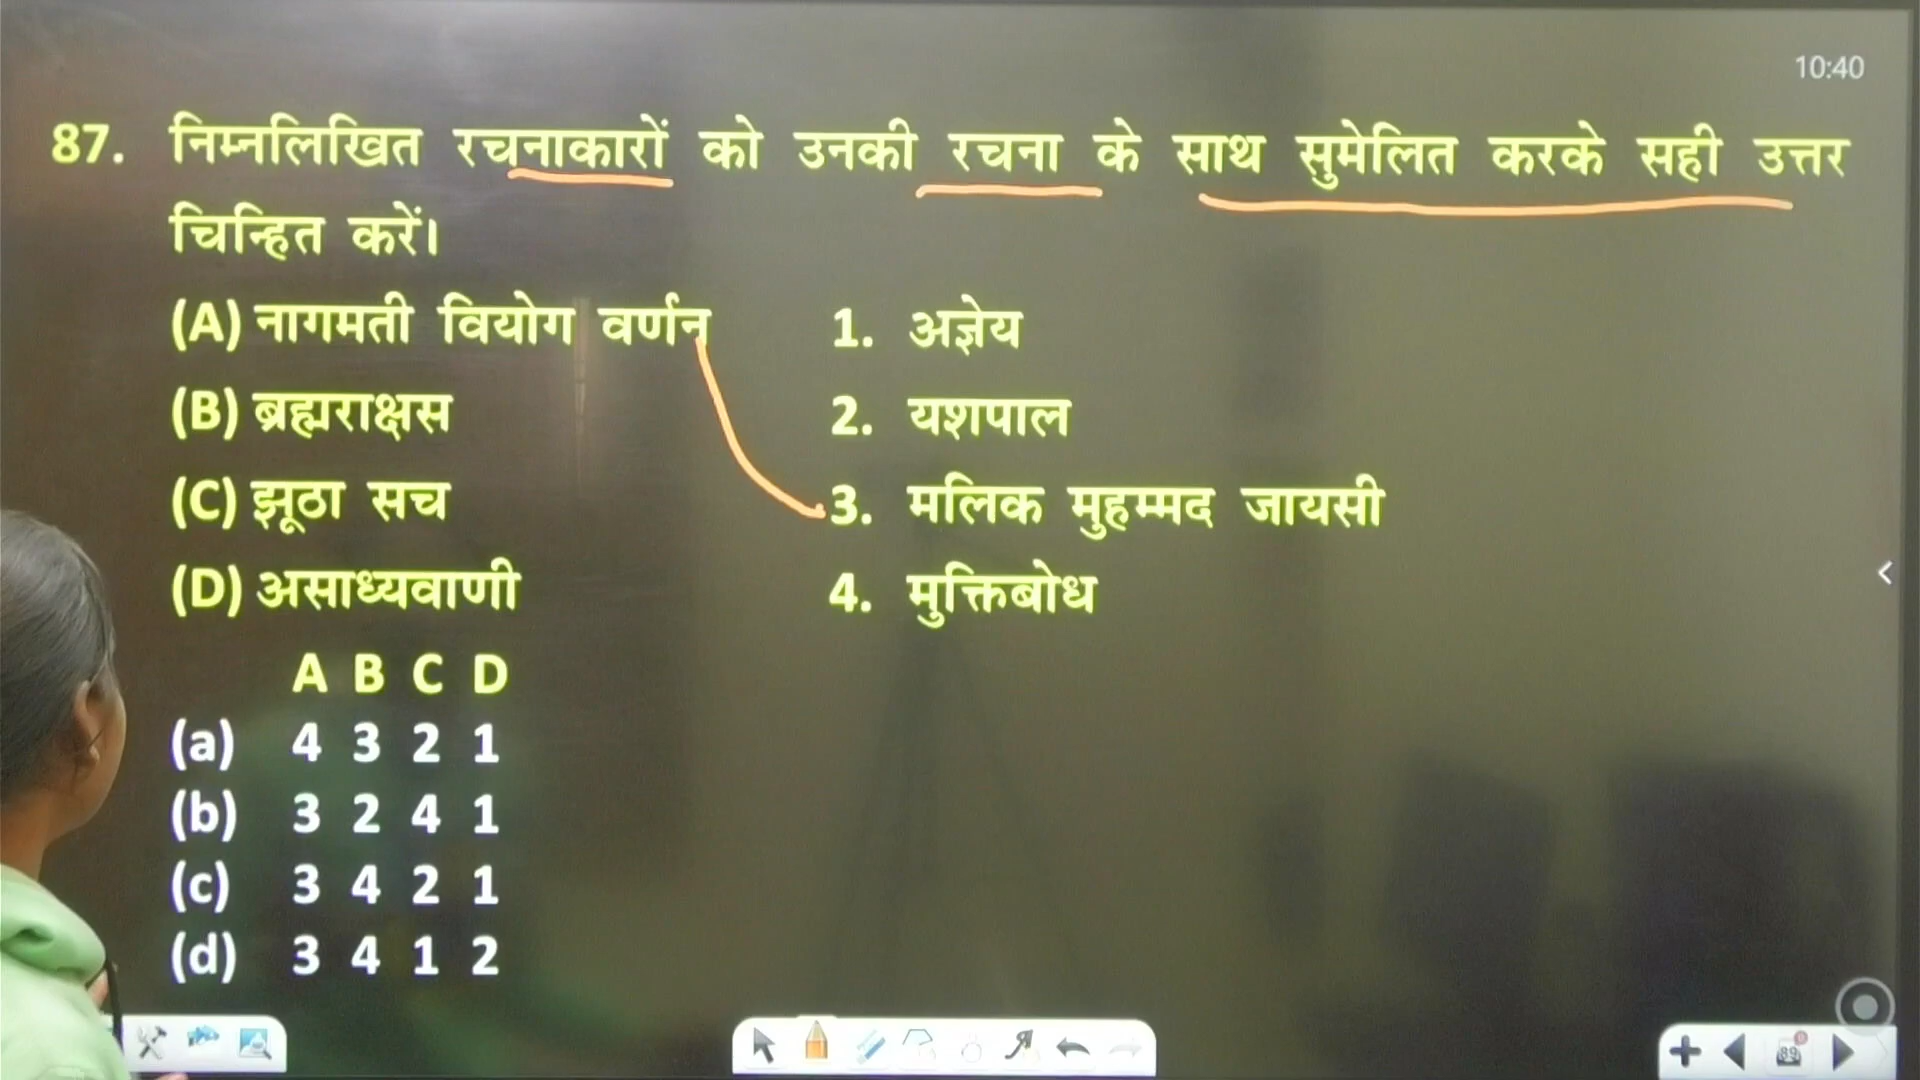 10:40
87. निम्नलिखित रचनाकारों को उनकी रचना के साथ सुमेलित करके सही उत्तर
चिन्हित करें।
(A) नागमती वियोग वर्णन 1. अज्ञेय
(B) ब्रह्मराक्षस 2. यशपाल
(C) झूठा सच 3. मलिक मुहम्मद जायसी
(D) असाध्यवाणी 4. मुक्तिबोध
A B C D
(a) 4 3 2 1
(b) 3 2 4 1
(c) 3 4 2 1
(d) 3 4 1 2
89